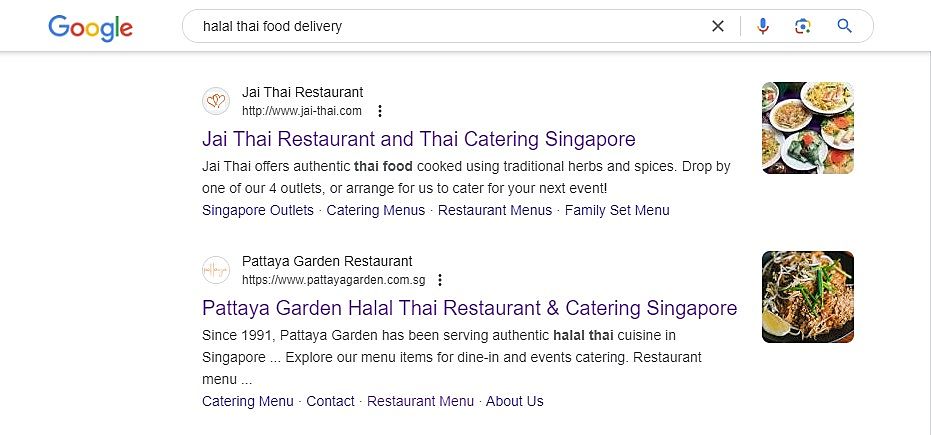 Google
halal thai food delivery
Jai Thai Restaurant
http://www.jai-thai.com
Jai Thai Restaurant and Thai Catering Singapore
Jai Thai offers authentic thai food cooked using traditional herbs and spices. Drop by
one of our 4 outlets, or arrange for us to cater for your next event!
Singapore Outlets · Catering Menus · Restaurant Menus · Family Set Menu
Pattaya Garden Restaurant
https://www.pattayagarden.com.sg
Pattaya Garden Halal Thai Restaurant & Catering Singapore
Since 1991, Pattaya Garden has been serving authentic halal thai cuisine in
Singapore ... Explore our menu items for dine-in and events catering. Restaurant
menu ...
Catering Menu · Contact · Restaurant Menu · About Us